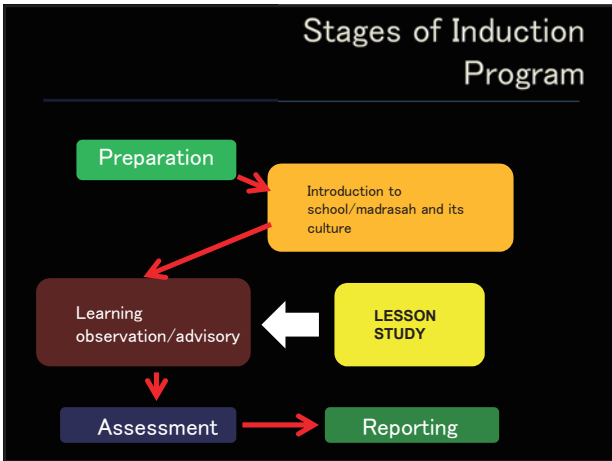 Stages of Induction
Program
Preparation
Introduction to
school/madrasah and its
culture
Learning
observation/advisory
LESSON
STUDY
Assessment
Reporting